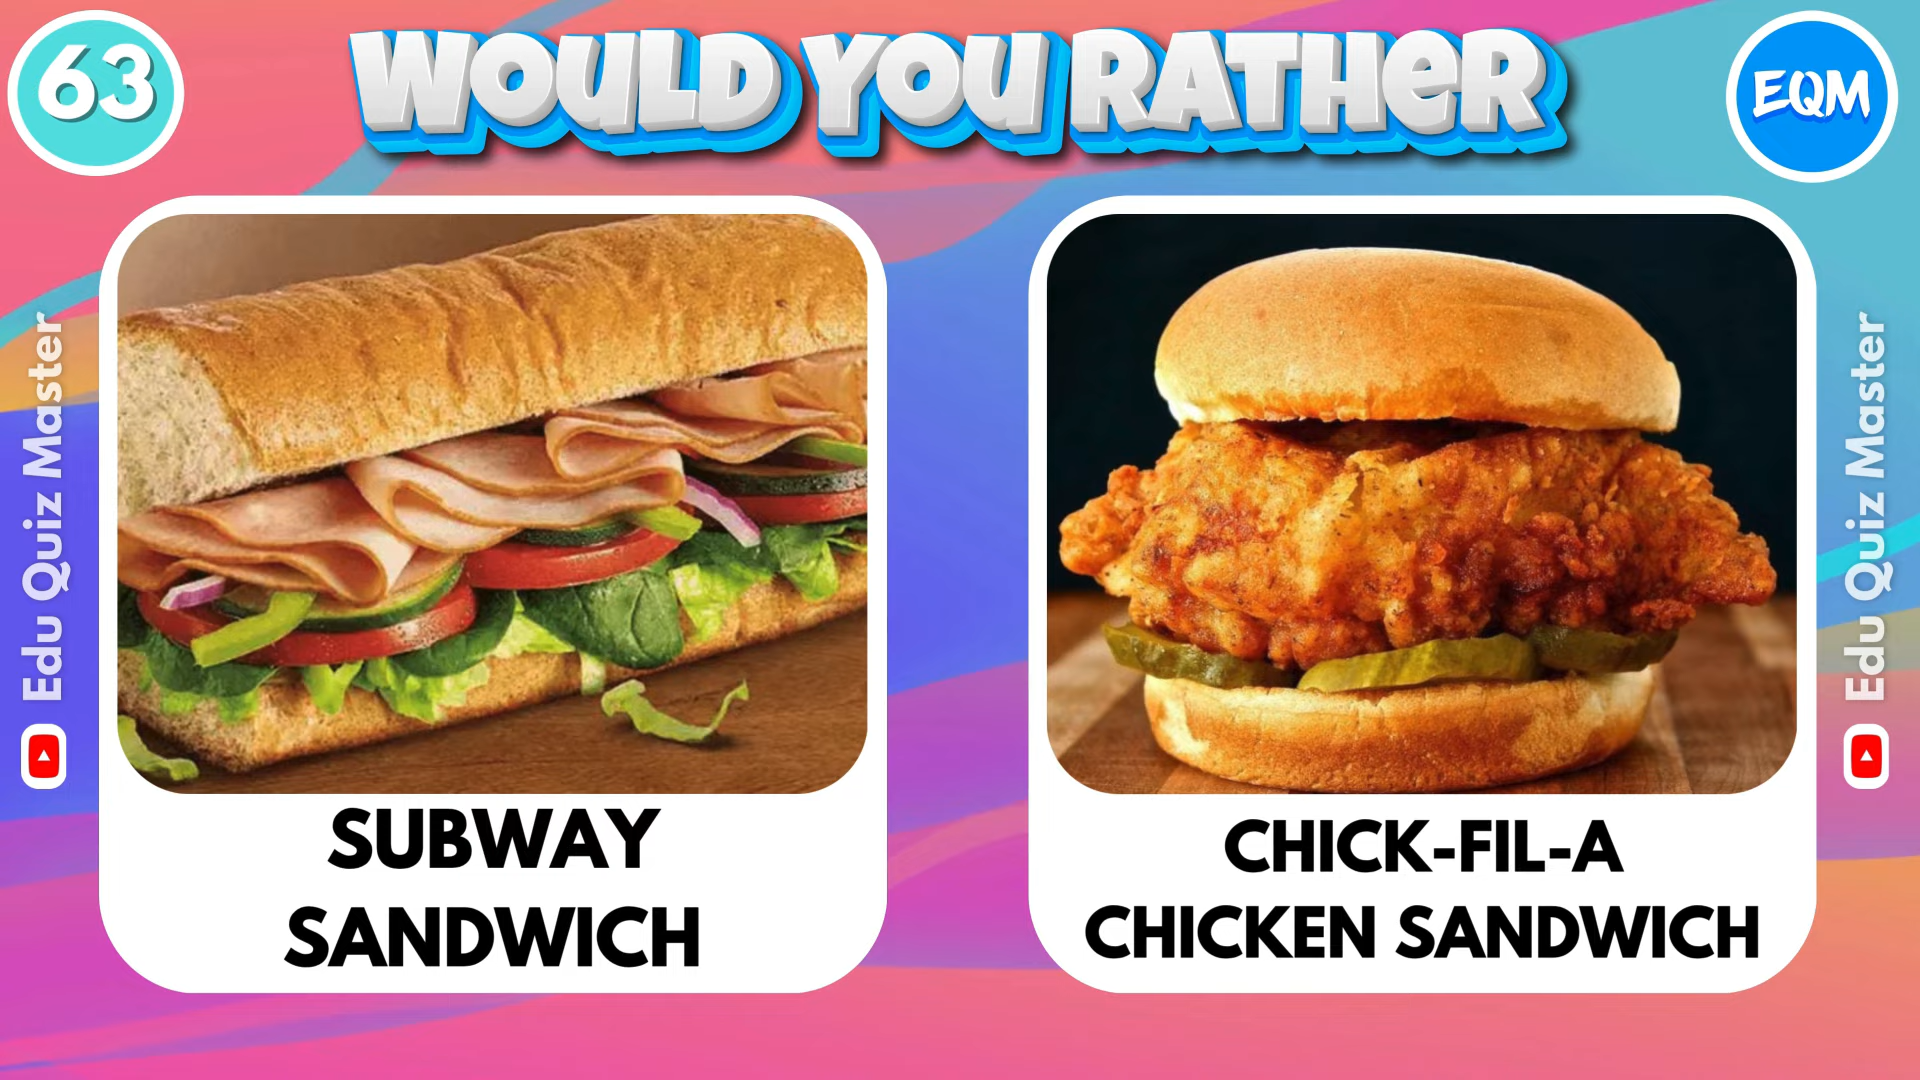 63
WOULD YOU RATHER
EQM
Edu Quiz Master
Edu Quiz Master
SUBWAY
SANDWICH
CHICK-FIL-A
CHICKEN SANDWICH